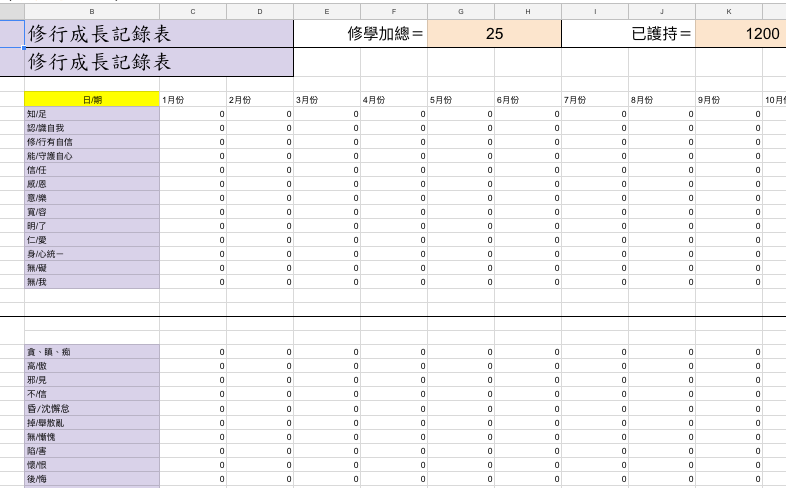 B C D E F G H I J K
修行成長記錄表 修學加總＝ 25 已護持＝ 1200
修行成長記錄表
日/期 1月份 2月份 3月份 4月份 5月份 6月份 7月份 8月份 9月份 10月
知/足 0 0 0 0 0 0 0 0 0
認/識自我 0 0 0 0 0 0 0 0 0
修/行有自信 0 0 0 0 0 0 0 0 0
能/守護自心 0 0 0 0 0 0 0 0 0
信/任 0 0 0 0 0 0 0 0 0
感/恩 0 0 0 0 0 0 0 0 0
意/樂 0 0 0 0 0 0 0 0 0
寬/容 0 0 0 0 0 0 0 0 0
明/了 0 0 0 0 0 0 0 0 0
仁/愛 0 0 0 0 0 0 0 0 0
身/心統一 0 0 0 0 0 0 0 0 0
無/礙 0 0 0 0 0 0 0 0 0
無/我 0 0 0 0 0 0 0 0 0
貪、瞋、痴 0 0 0 0 0 0 0 0 0
高/傲 0 0 0 0 0 0 0 0 0
邪/見 0 0 0 0 0 0 0 0 0
不/信 0 0 0 0 0 0 0 0 0
昏/沈懈怠 0 0 0 0 0 0 0 0 0
掉/舉散亂 0 0 0 0 0 0 0 0 0
無/慚愧 0 0 0 0 0 0 0 0 0
陷/害 0 0 0 0 0 0 0 0 0
懷/恨 0 0 0 0 0 0 0 0 0
後/悔 0 0 0 0 0 0 0 0 0